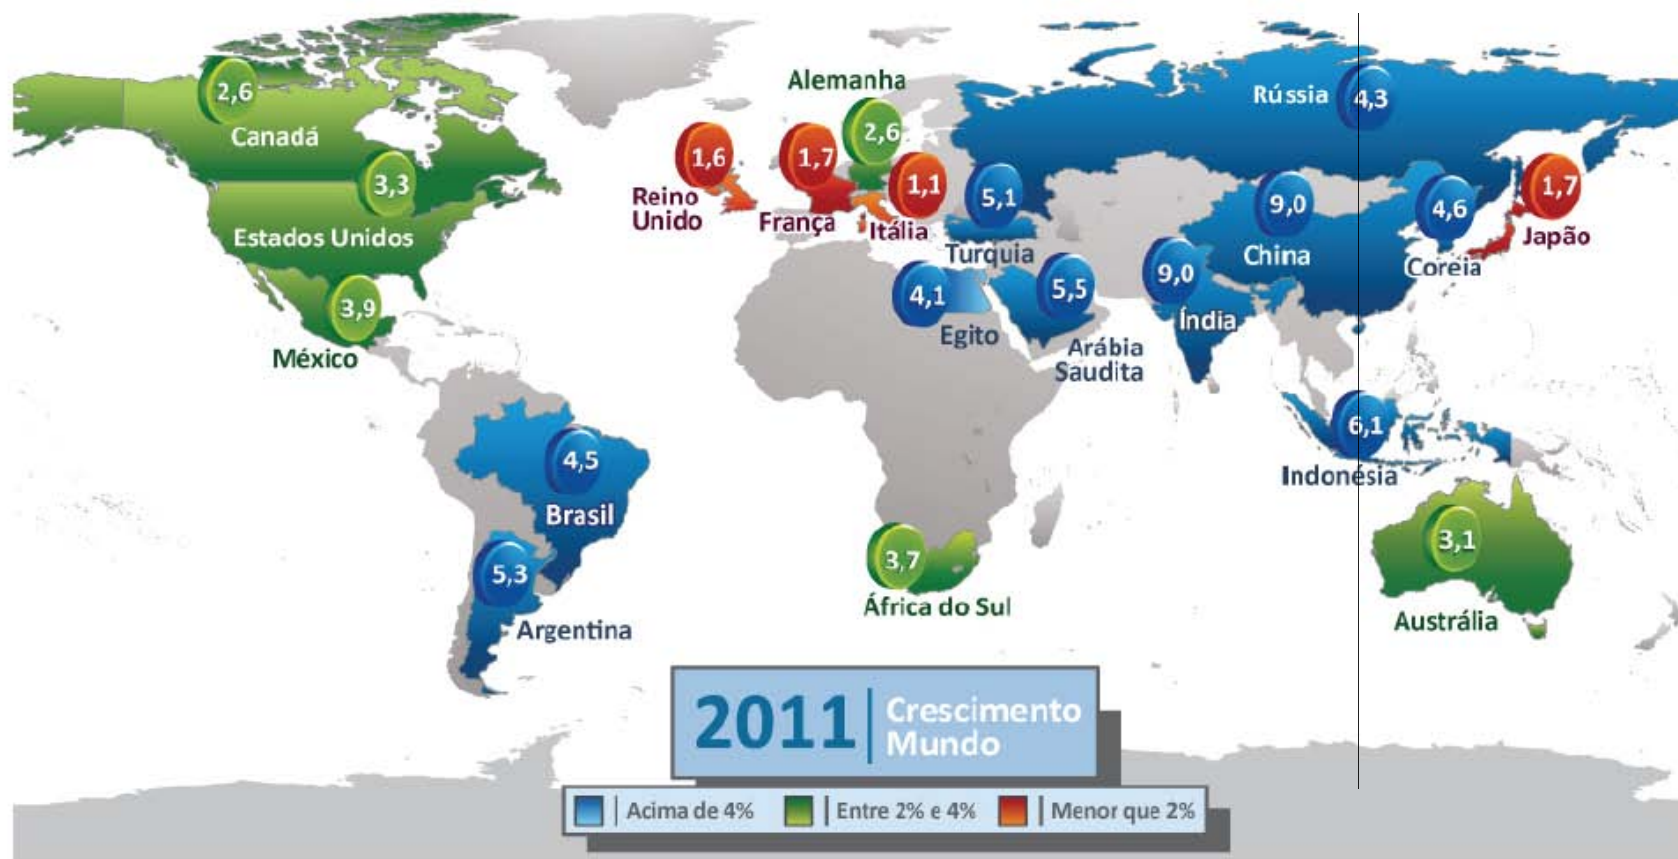 2,6
Canadá
3,3
Estados Unidos
3,9
México
4,5
Brasil
5,3
Argentina
1,6
Reino
Unido
1,7
França
Alemanha
2,6
1,1
Itália
5,1
Turquia
4,1
Egito
5,5
Arábia
Saudita
3,7
África do Sul
Rússia
4,3
9,0
China
9,0
Índia
4,6
Coreia
1,7
Japão
6,1
Indonésia
3,1
Austrália
2011
Crescimento
Mundo
Acima de 4%
Entre 2% e 4%
Menor que 2%